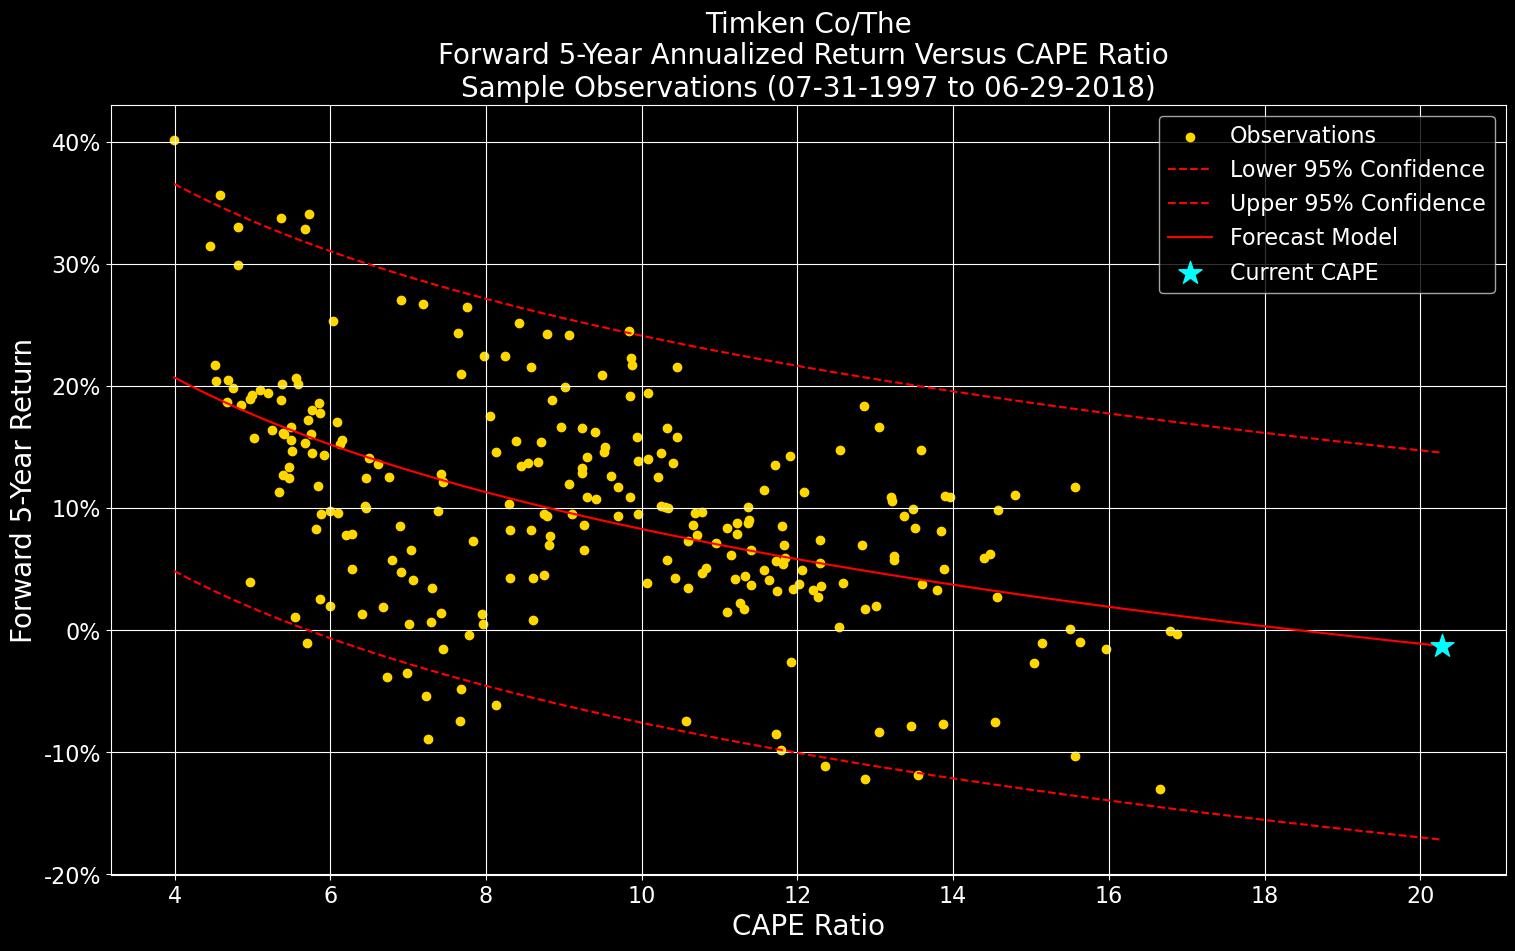 Timken Co/The
Forward 5-Year Annualized Return Versus CAPE Ratio
Sample Observations (07-31-1997 to 06-29-2018)
Observations
Lower 95% Confidence
Upper 95% Confidence
Forecast Model
Current CAPE
Forward 5-Year Return
40%
30%
20%
10%
0%
-10%
-20%
4 6 8 10 12 14 16 18 20
CAPE Ratio